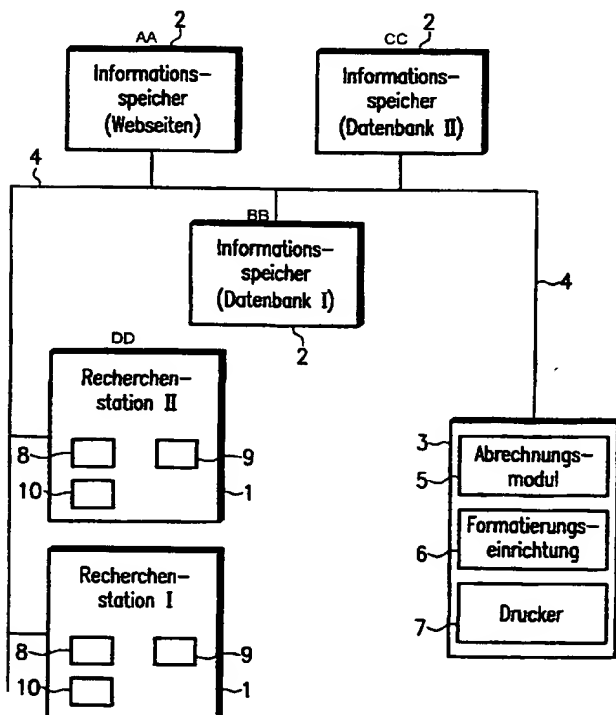 AA
2
Informations-
speicher
(Webseiten)
CC
2
Informations-
speicher
(Datenbank II)
4
BB
Informations-
speicher
(Datenbank I)
2
4
DD
Recherchen-
station II
8
9
10
1
3
Abrechnungs-
modul
5
Formatierungs-
einrichtung
6
Drucker
7
Recherchen-
station I
8
9
10
1